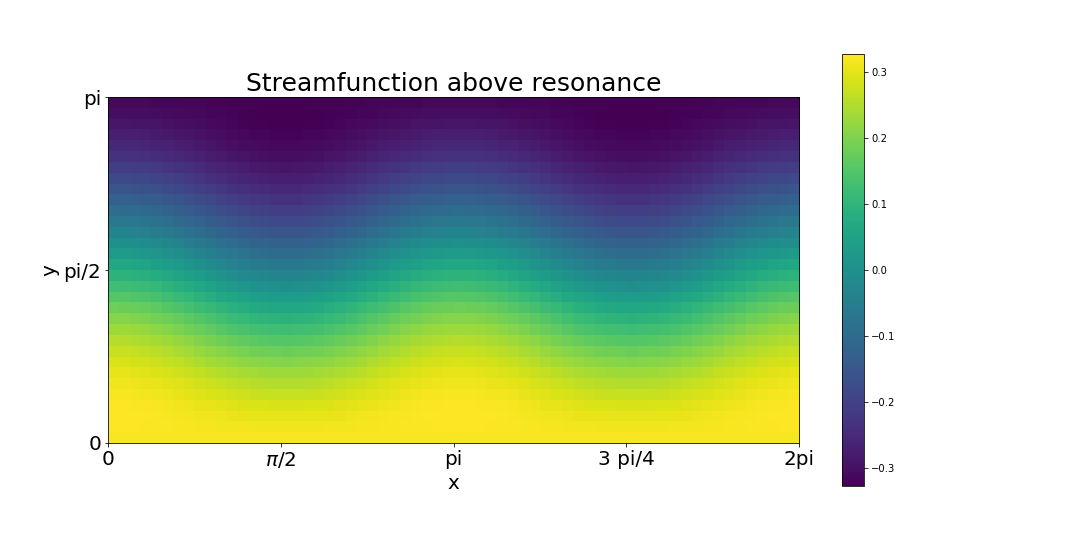 Streamfunction above resonance
pi
pi/2
0
y
0 π/2 pi 3 pi/4 2pi
x
0.3
0.2
0.1
0.0
−0.1
−0.2
−0.3